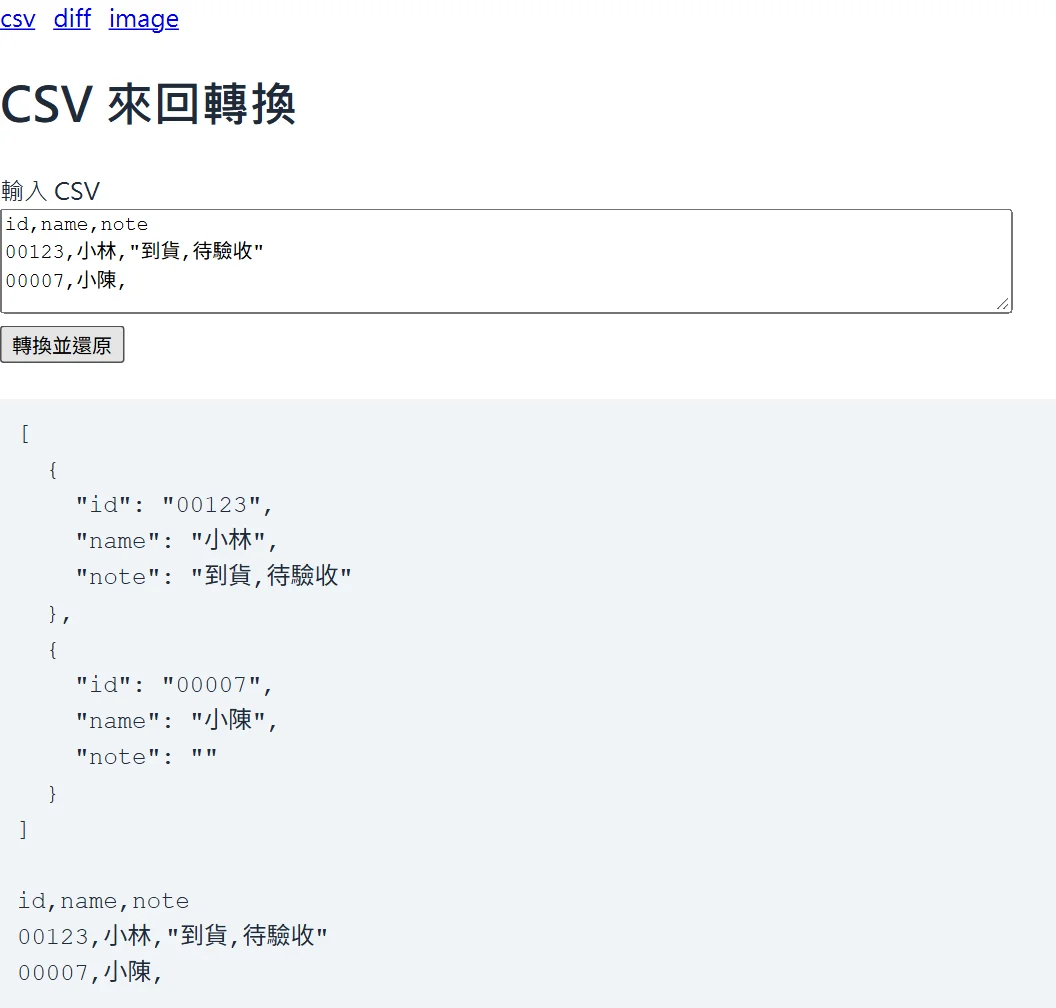 csv diff image
CSV 來回轉換
輸入 CSV
id,name,note
00123,小林,"到貨,待驗收"
00007,小陳,
轉換並還原
[
  {
    "id": "00123",
    "name": "小林",
    "note": "到貨,待驗收"
  },
  {
    "id": "00007",
    "name": "小陳",
    "note": ""
  }
]
id,name,note
00123,小林,"到貨,待驗收"
00007,小陳,